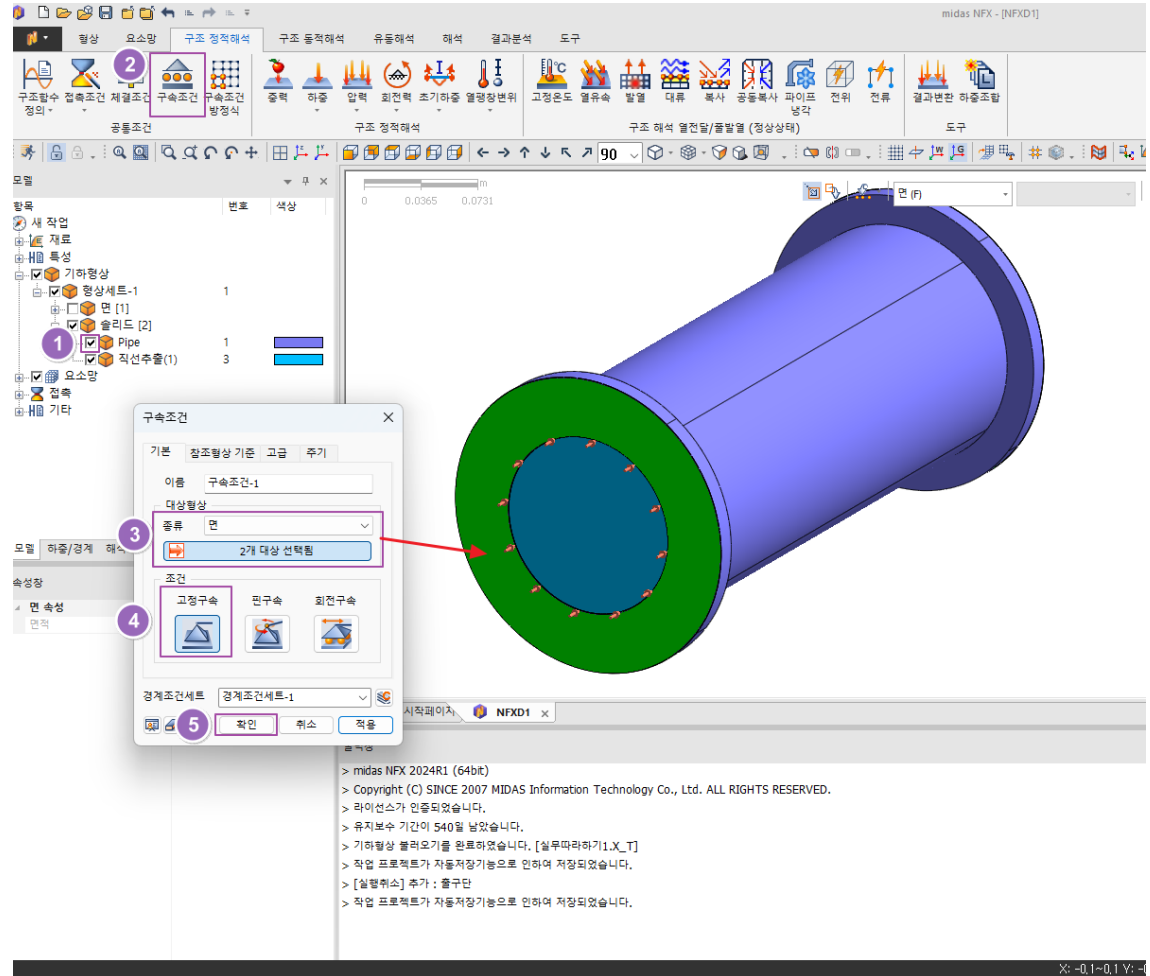 midas NFX - [NFXD1]
형상 요소망 구조 정적해석 구조 동적해석 유동해석 해석 결과분석 도구
2
구조함수 정의 접촉조건 체결조건 구속조건 구속조건 방정식 중력 하중 압력 회전력 초기하중 열팽창변위 고정온도 열유속 발열 대류 복사 공동복사 파이프 냉각 전위 전류 결과변환 하중조합
공통조건 구조 정적해석 구조 해석 열전달/줄발열 (정상상태) 도구
90
모델
항목 번호 색상
새 작업
재료
특성
기하형상
형상세트-1 1
면 [1]
솔리드 [2]
1 Pipe 1
직선추출(1) 3
요소망
접촉
기타
m
0 0.0365 0.0731
면 (F)
구속조건
기본 참조형상 기준 고급 주기
이름 구속조건-1
대상형상
3 종류 면
2개 대상 선택됨
조건
고정구속 핀구속 회전구속
4
경계조건세트 경계조건세트-1
5 확인 취소 적용
모델 하중/경계
속성창
면 속성
면적
시작페이지 NFXD1
> midas NFX 2024R1 (64bit)
> Copyright (C) SINCE 2007 MIDAS Information Technology Co., Ltd. ALL RIGHTS RESERVED.
> 라이선스가 인증되었습니다.
> 유지보수 기간이 540일 남았습니다.
> 기하형상 불러오기를 완료하였습니다. [실무따라하기1.X_T]
> 작업 프로젝트가 자동저장기능으로 인하여 저장되었습니다.
> [실행취소] 추가 : 출구단
> 작업 프로젝트가 자동저장기능으로 인하여 저장되었습니다.
X: -0,1~0,1 Y: